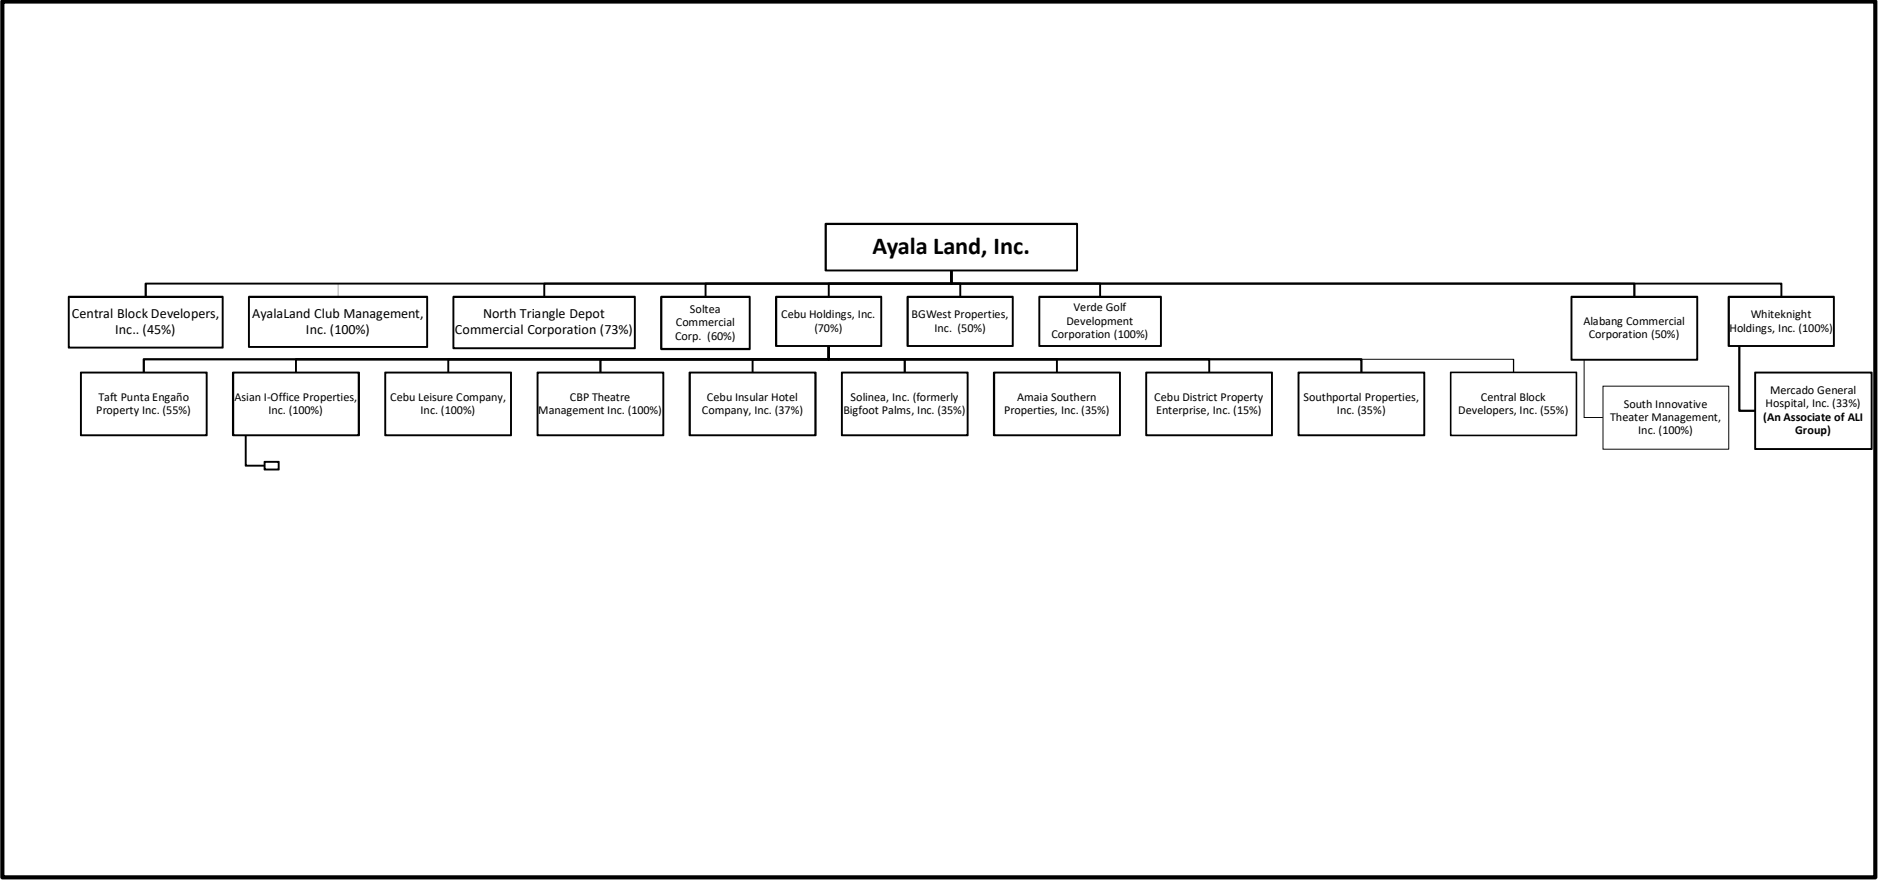 Ayala Land, Inc.
Central Block Developers,
Inc.. (45%)
AyalaLand Club Management,
Inc. (100%)
North Triangle Depot
Commercial Corporation (73%)
Soltea
Commercial
Corp. (60%)
Cebu Holdings, Inc.
(70%)
BGWest Properties,
Inc. (50%)
Verde Golf
Development
Corporation (100%)
Alabang Commercial
Corporation (50%)
Whiteknight
Holdings, Inc. (100%)
Taft Punta Engaño
Property Inc. (55%)
Asian I-Office Properties,
Inc. (100%)
Cebu Leisure Company,
Inc. (100%)
CBP Theatre
Management Inc. (100%)
Cebu Insular Hotel
Company, Inc. (37%)
Solinea, Inc. (formerly
Bigfoot Palms, Inc. (35%)
Amaia Southern
Properties, Inc. (35%)
Cebu District Property
Enterprise, Inc. (15%)
Southportal Properties,
Inc. (35%)
Central Block
Developers, Inc. (55%)
South Innovative
Theater Management,
Inc. (100%)
Mercado General
Hospital, Inc. (33%)
(An Associate of ALI
Group)